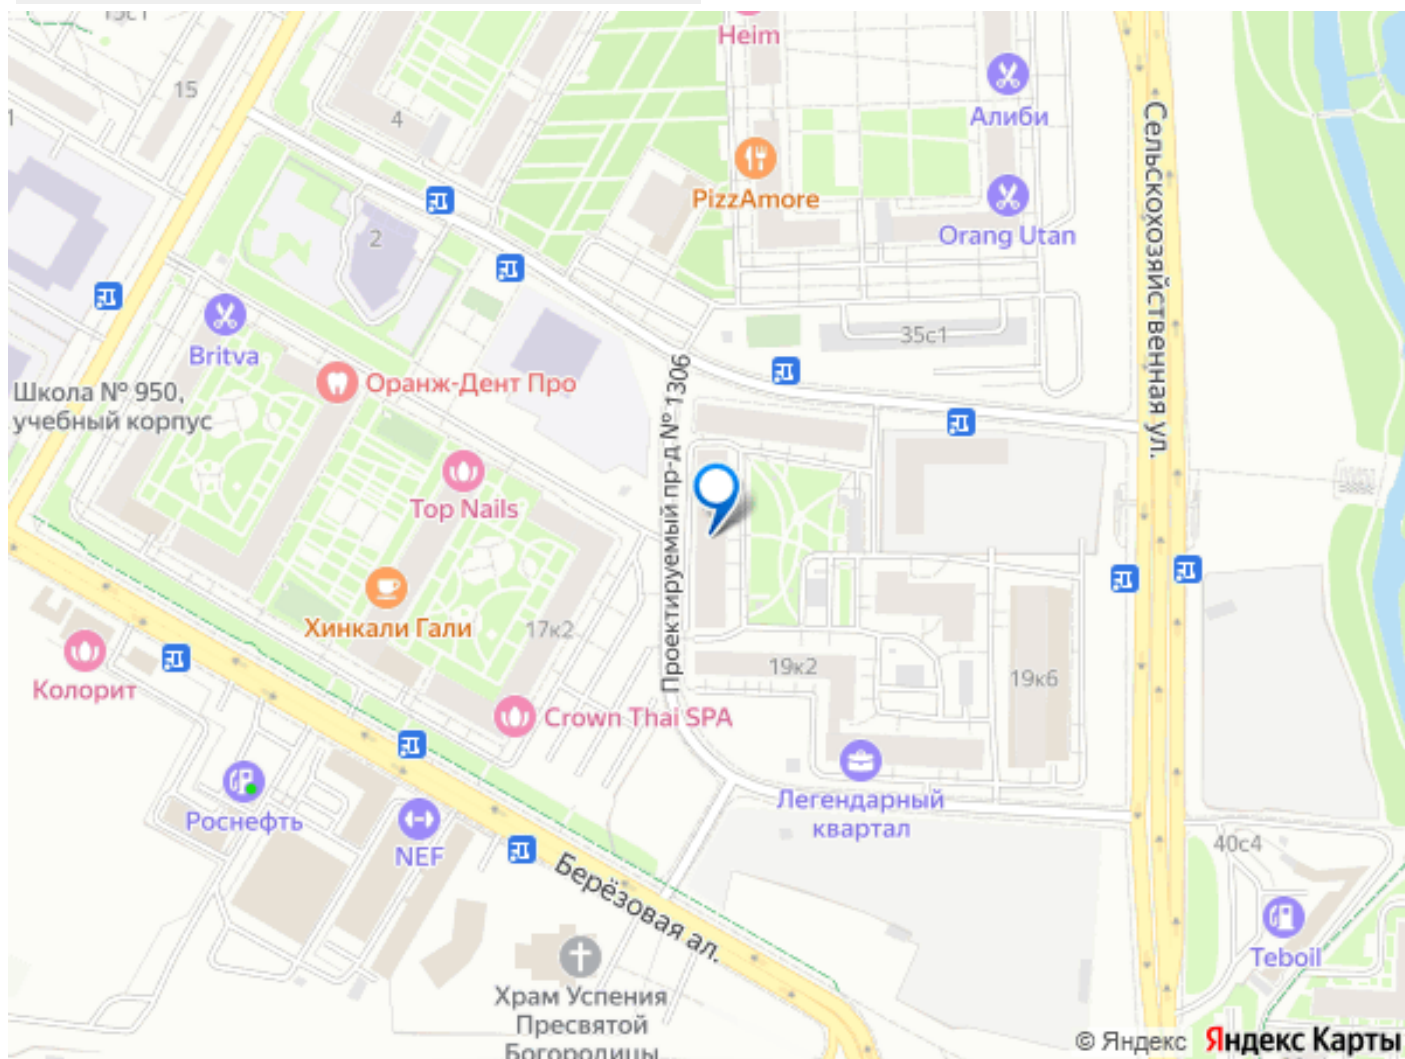 Heim
15
4
Алиби
PizzAmore
Orang Utan
Сельскохозяйственная ул.
2
35с1
Britva
Оранж-Дент Про
Школа № 950,
учебный корпус
Проектируемый пр-д № 1306
Top Nails
Хинкали Гали
17к2
19к2
19к6
Колорит
Crown Thai SPA
Роснефть
NEF
Легендарный
квартал
40с4
Берёзовая ал.
Teboil
Храм Успения
Пресвятой
Богородицы
© Яндекс Яндекс Карты